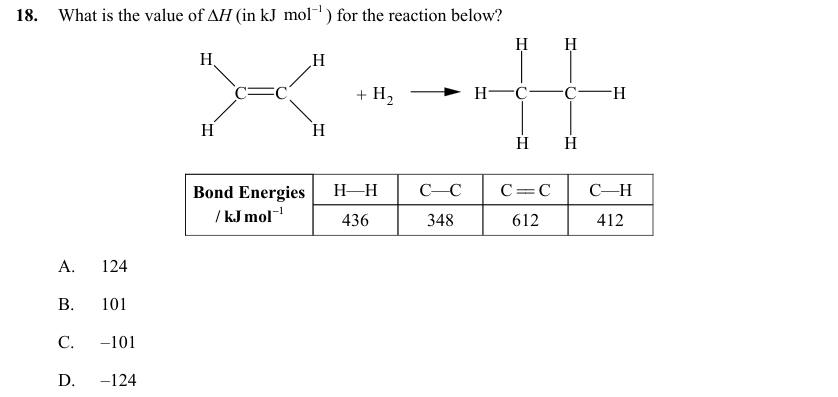 18. What is the value of ΔH (in kJ mol⁻¹) for the reaction below?
H H
H H
C=C + H₂ → H—C—C—H
H H
H H
Bond Energies / kJ mol⁻¹ H—H C—C C=C C—H
436 348 612 412
A. 124
B. 101
C. –101
D. –124